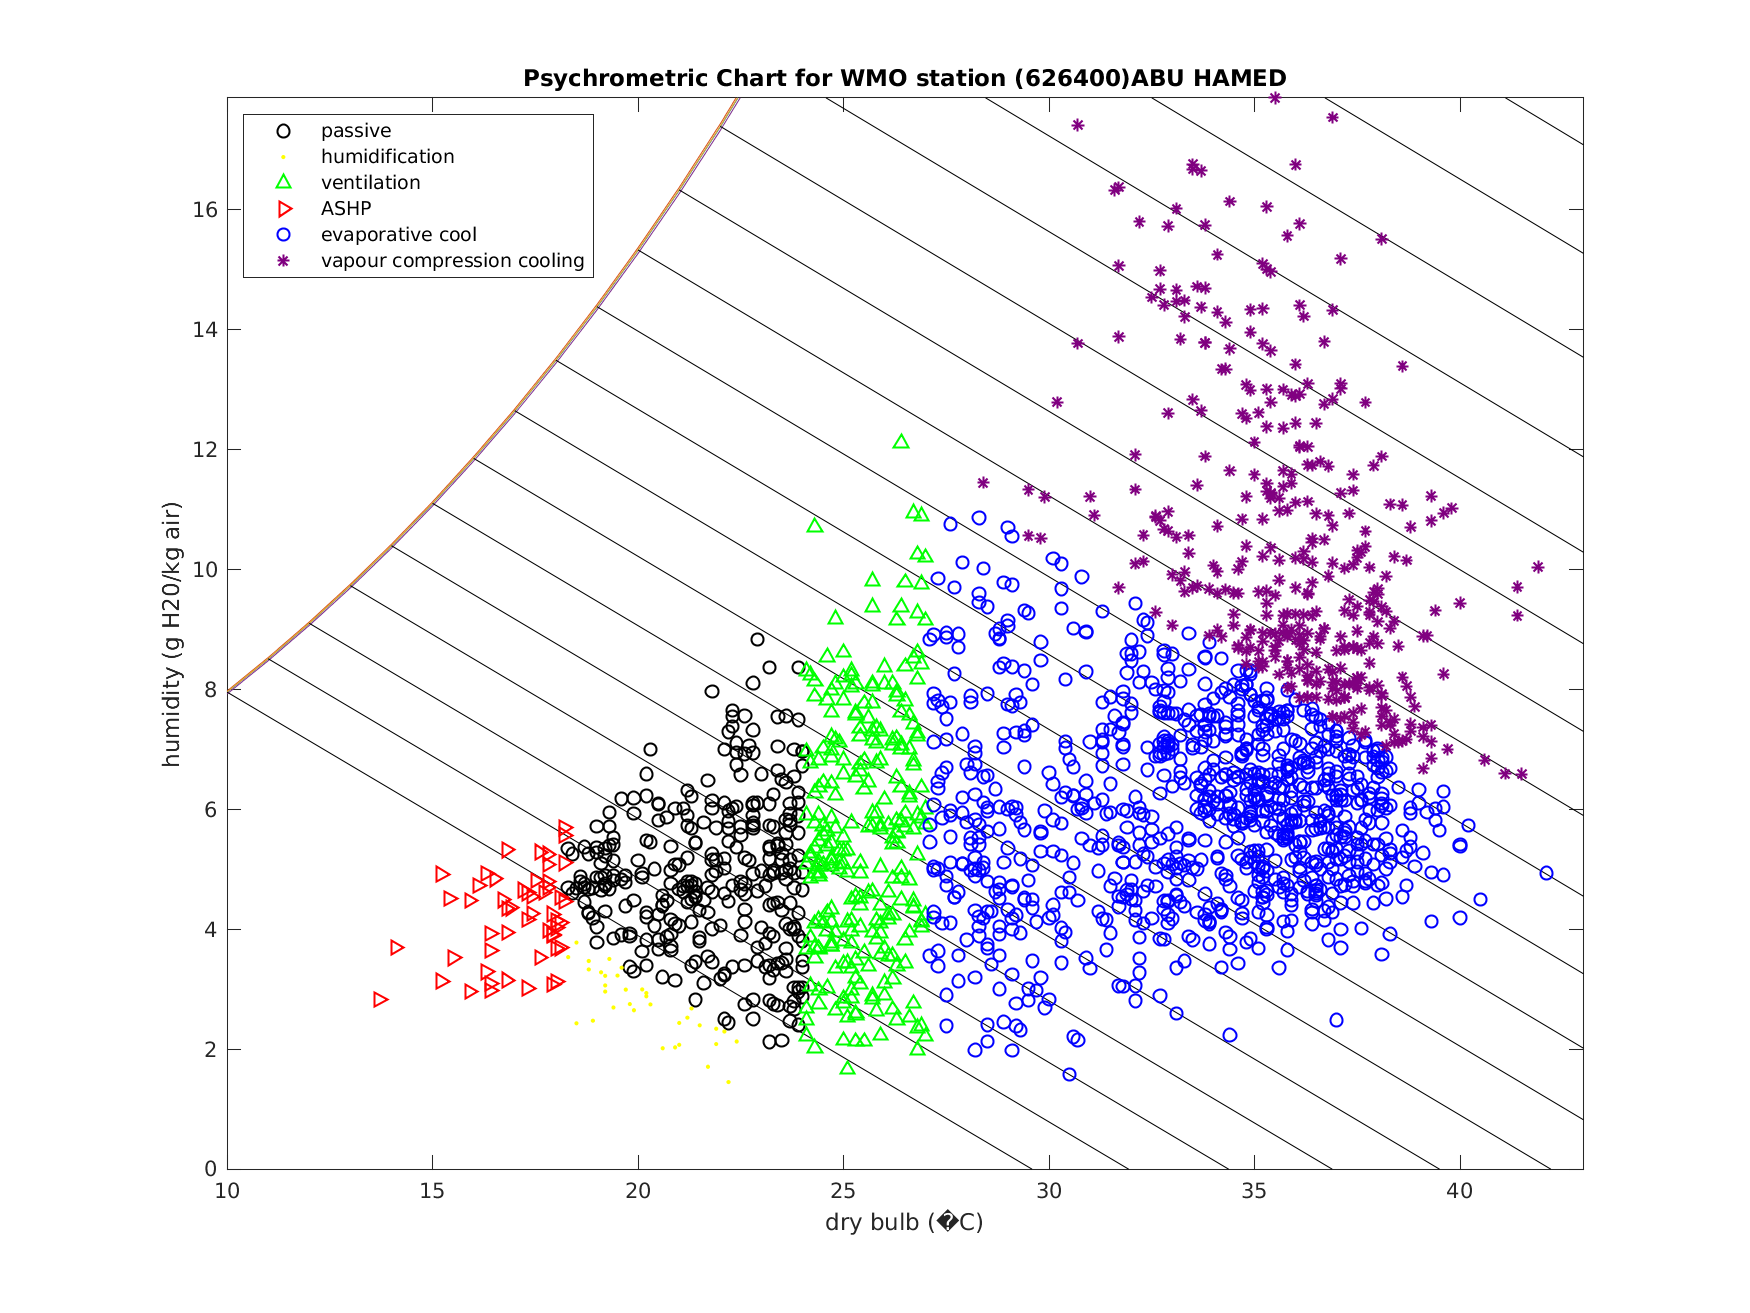 Psychrometric Chart for WMO station (626400)ABU HAMED
passive
humidification
ventilation
ASHP
evaporative cool
vapour compression cooling
16
14
12
10
8
6
4
2
0
humidity (g H20/kg air)
10 15 20 25 30 35 40
dry bulb (�C)